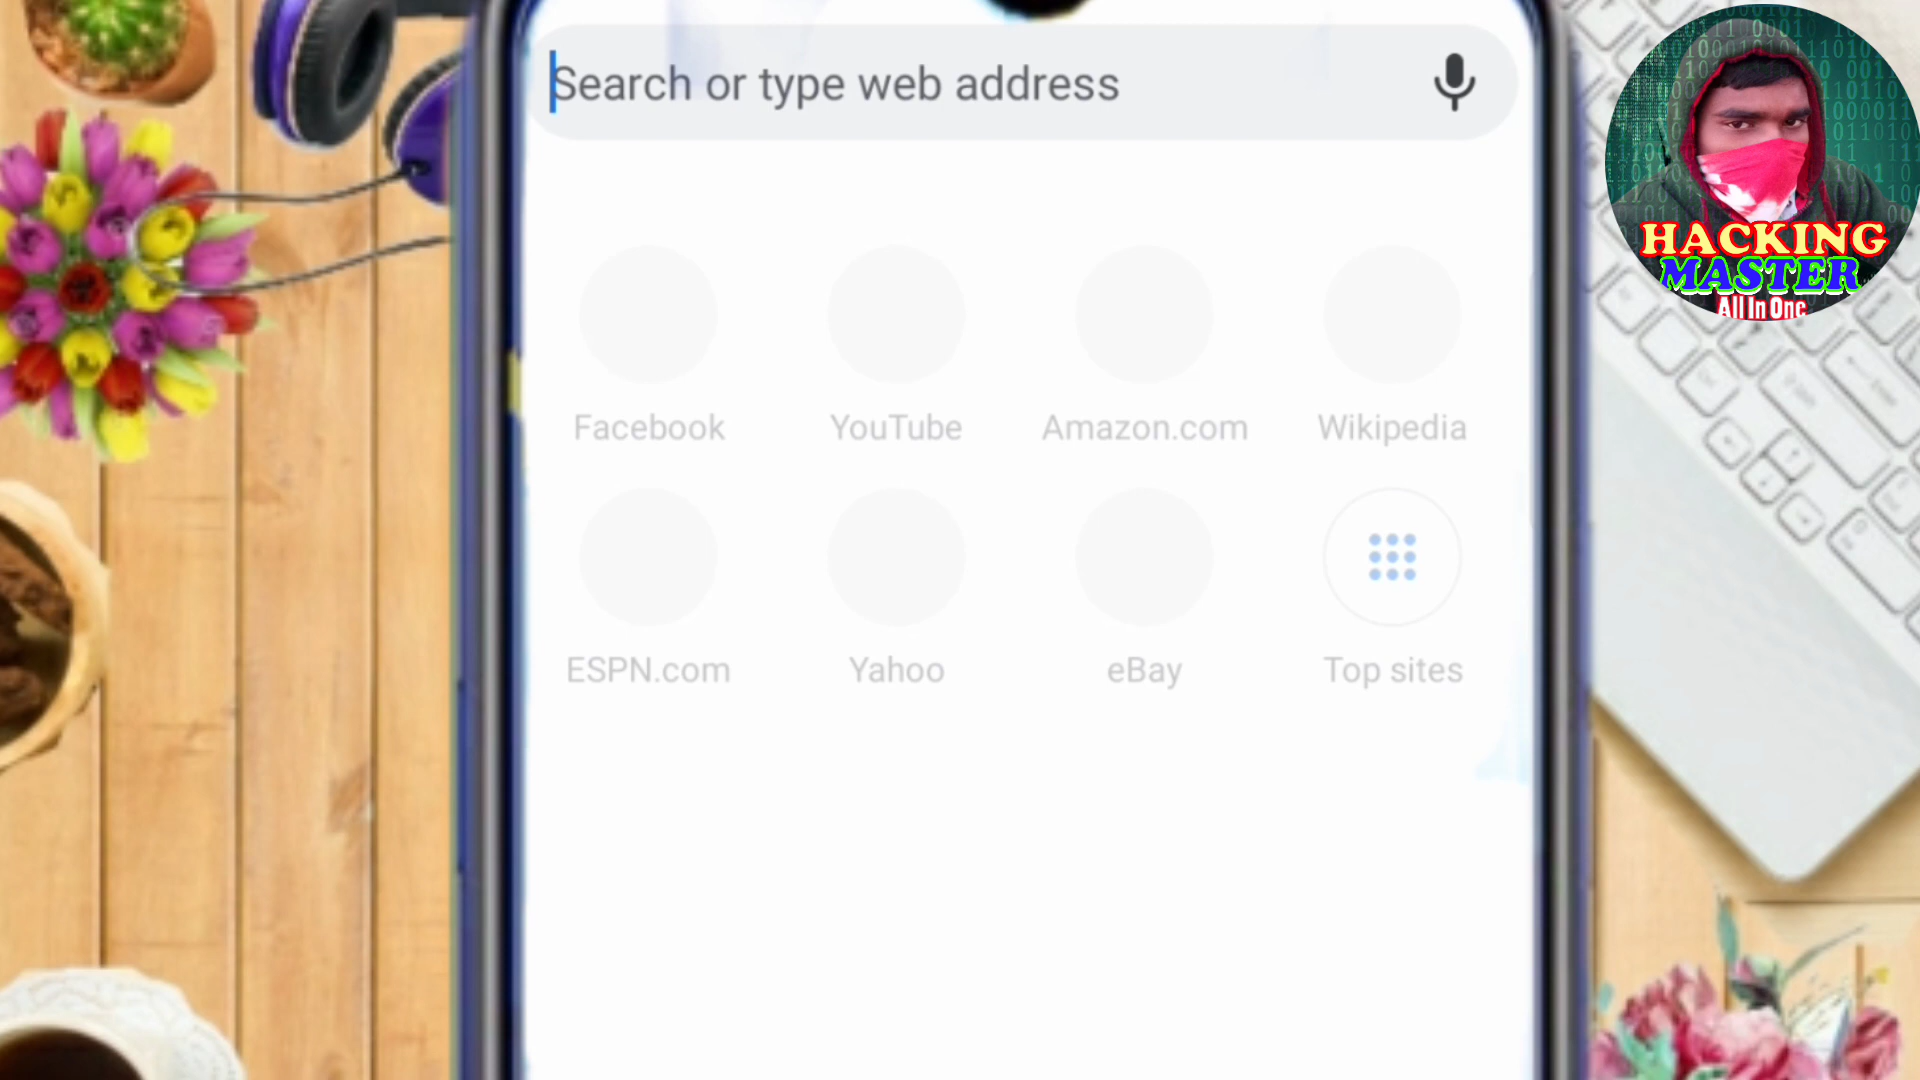 Search or type web address
Facebook
YouTube
Amazon.com
Wikipedia
ESPN.com
Yahoo
eBay
Top sites
HACKING
MASTER
All In One